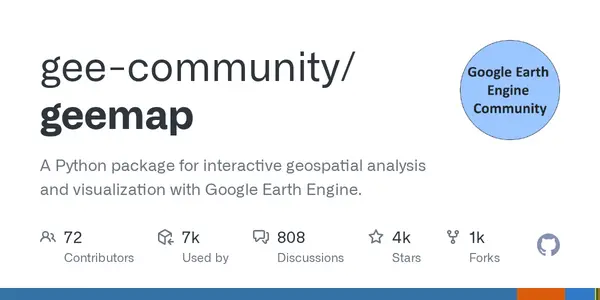 gee-community/
geemap
Google Earth
Engine
Community
A Python package for interactive geospatial analysis
and visualization with Google Earth Engine.
72 7k 808 4k 1k
Contributors Used by Discussions Stars Forks